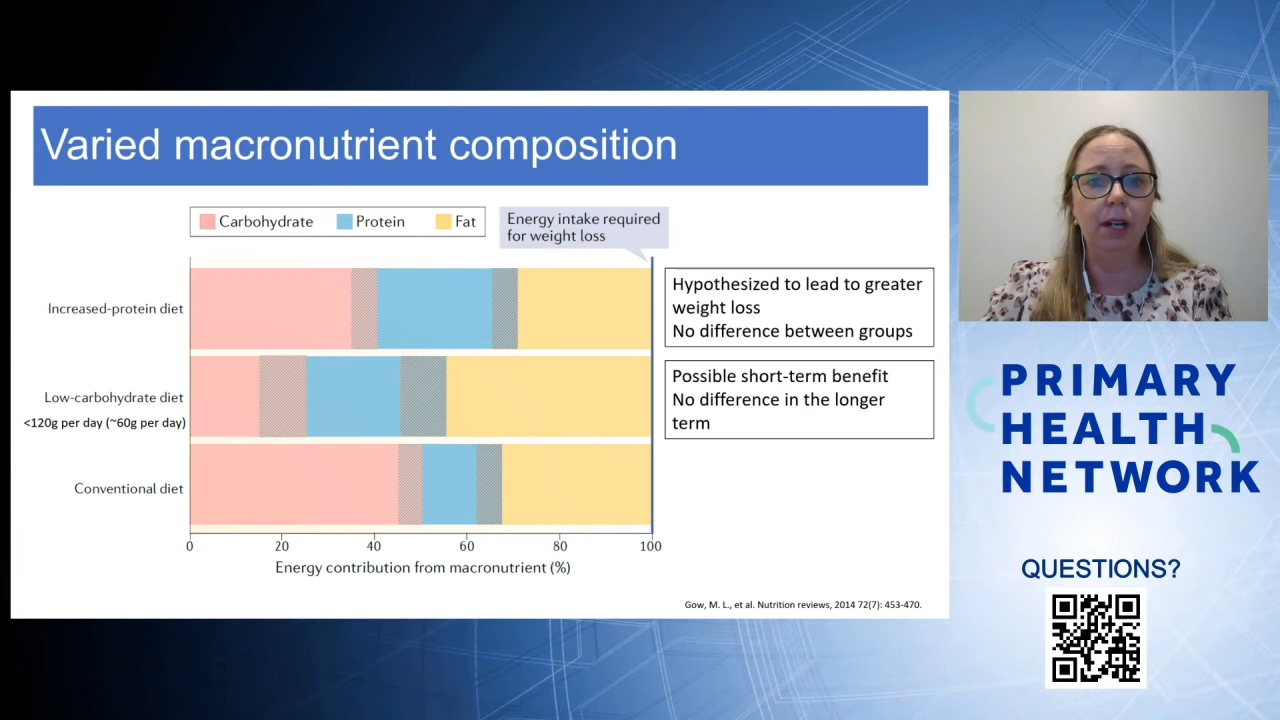 Varied macronutrient composition
Carbohydrate
Protein
Fat
Energy intake required
for weight loss
Increased-protein diet
Low-carbohydrate diet
<120g per day (~60g per day)
Conventional diet
Hypothesized to lead to greater
weight loss
No difference between groups
Possible short-term benefit
No difference in the longer
term
0
20
40
60
80
100
Energy contribution from macronutrient (%)
Gow, M. L., et al. Nutrition reviews, 2014 72(7): 453-470.
PRIMARY
HEALTH
NETWORK
QUESTIONS?